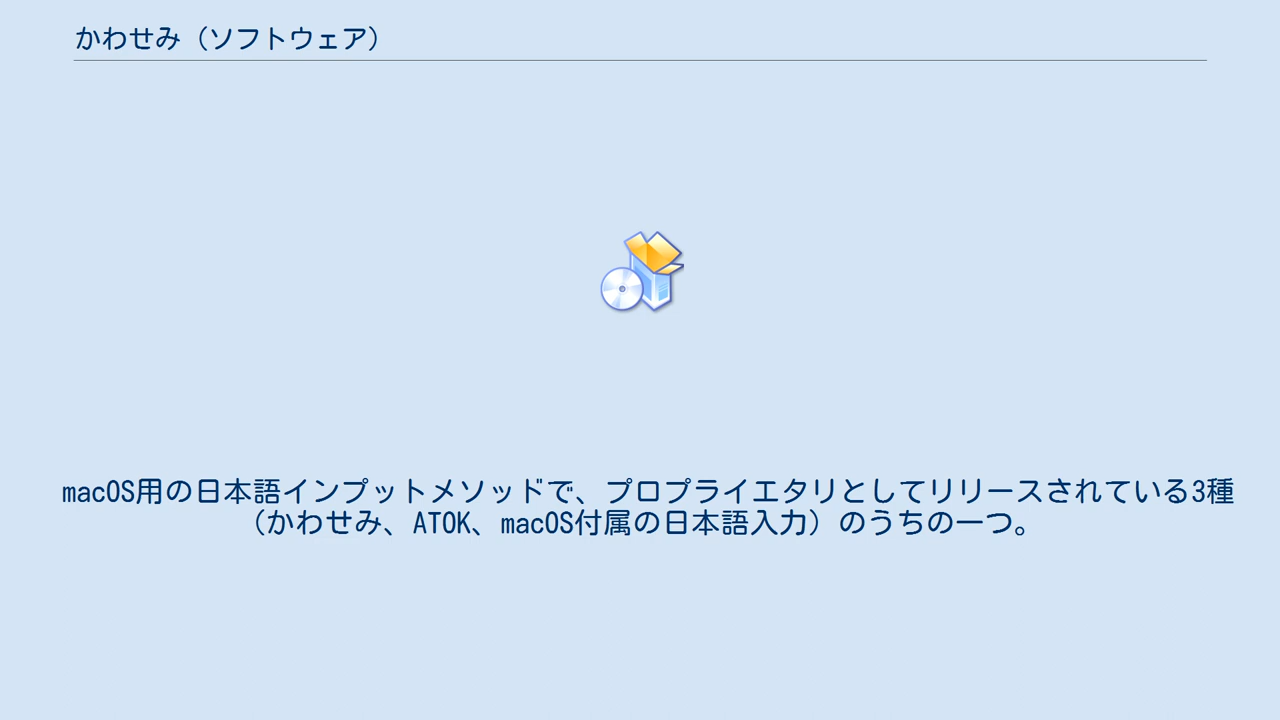 かわせみ（ソフトウェア）
macOS用の日本語インプットメソッドで、プロプライエタリとしてリリースされている3種
（かわせみ、ATOK、macOS付属の日本語入力）のうちの一つ。